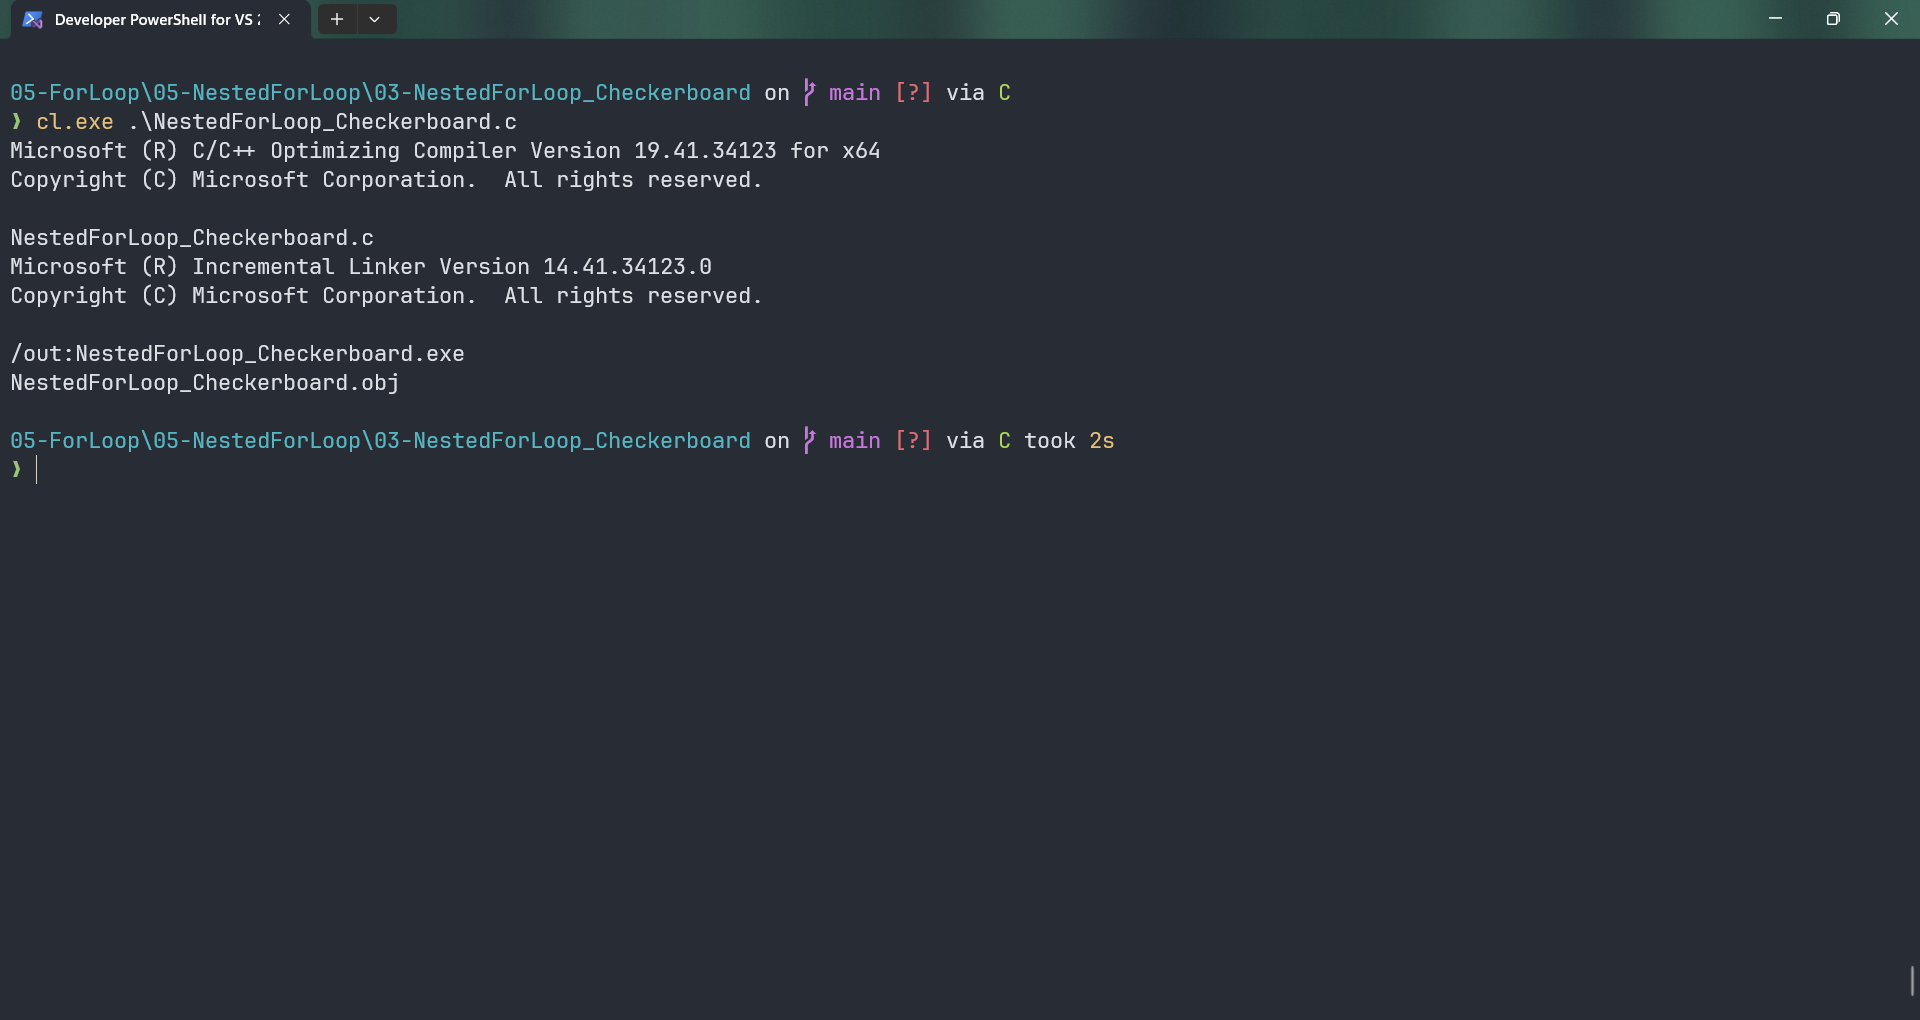 Developer PowerShell for VS 2
05-ForLoop\05-NestedForLoop\03-NestedForLoop_Checkerboard on main [?] via C
❯ cl.exe .\NestedForLoop_Checkerboard.c
Microsoft (R) C/C++ Optimizing Compiler Version 19.41.34123 for x64
Copyright (C) Microsoft Corporation.  All rights reserved.
NestedForLoop_Checkerboard.c
Microsoft (R) Incremental Linker Version 14.41.34123.0
Copyright (C) Microsoft Corporation.  All rights reserved.
/out:NestedForLoop_Checkerboard.exe
NestedForLoop_Checkerboard.obj
05-ForLoop\05-NestedForLoop\03-NestedForLoop_Checkerboard on main [?] via C took 2s
❯